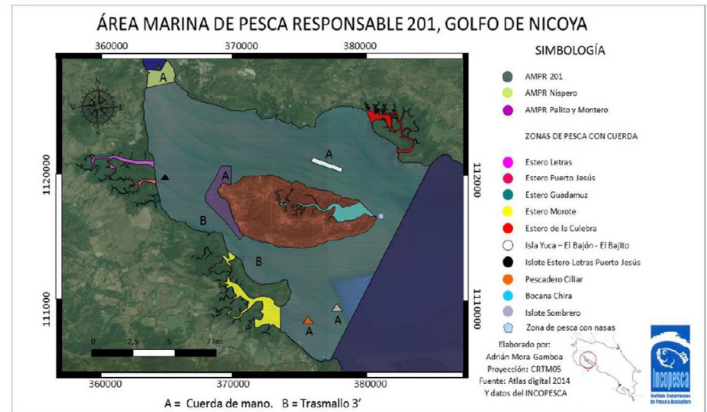 ÁREA MARINA DE PESCA RESPONSABLE 201, GOLFO DE NICOYA
360000 370000 380000
SIMBOLOGÍA
AMPR 201
AMPR Níspero
AMPR Palito y Montero
ZONAS DE PESCA CON CUERDA
Estero Letras
Estero Puerto Jesús
Estero Guadamuz
Estero Morote
Estero de la Culebra
Isla Yuca – El Bajón - El Bajito
Islote Estero Letras Puerto Jesús
Pescadero Ciliar
Bocana Chira
Islote Sombrero
Zona de pesca con nasas
N
A
A
A
B
B
A
A
1120000
112000
111000
1110000
0 2 5 7 km
360000 370000 380000
A = Cuerda de mano. B = Trasmallo 3'
Elaborado por:
Adrián Mora Gamboa
Proyección: CRTM05
Fuente: Atlas digital 2014
Y datos del INCOPESCA
incopesca